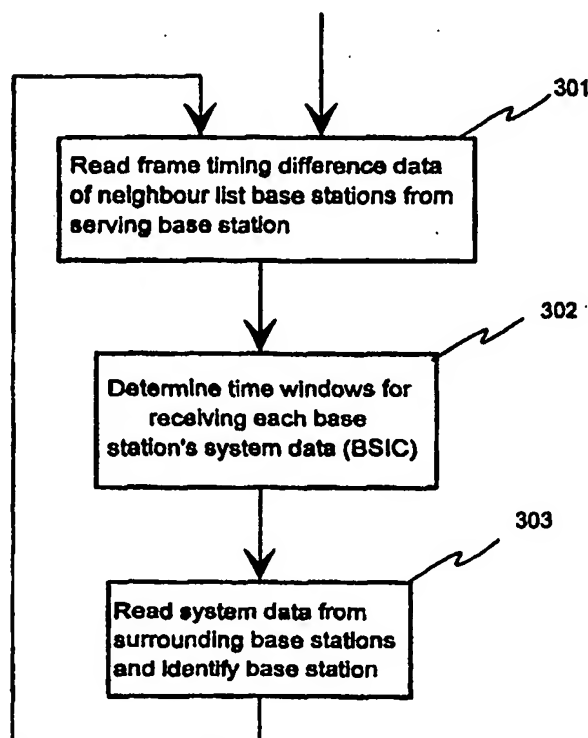 301
Read frame timing difference data
of neighbour list base stations from
serving base station
302
Determine time windows for
receiving each base
station's system data (BSIC)
303
Read system data from
surrounding base stations
and identify base station